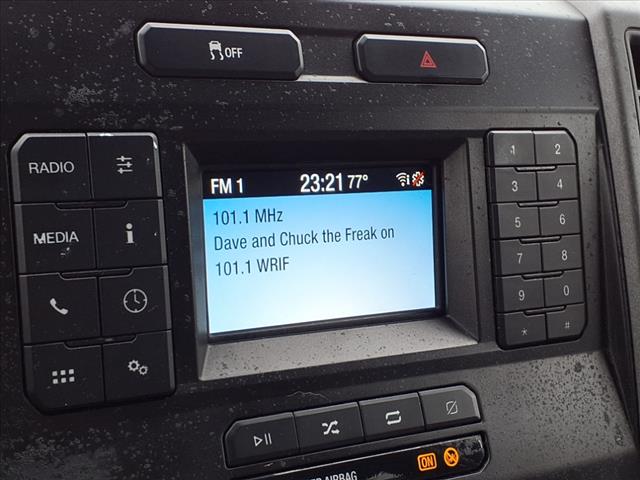 OFF
RADIO
MEDIA
i
FM 1 23:21 77°
101.1 MHz
Dave and Chuck the Freak on
101.1 WRIF
1 2
3 4
5 6
7 8
9 0
* #
AIRBAG ON